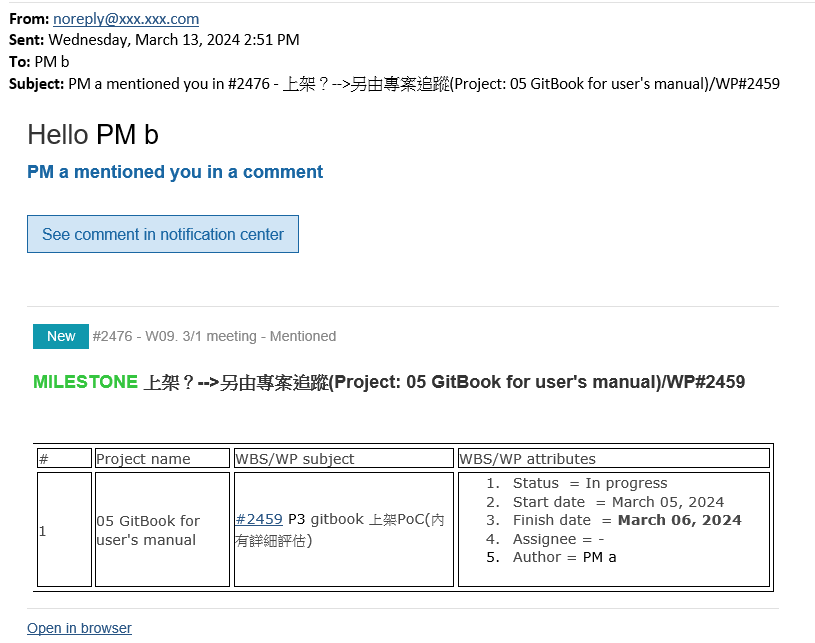 From: noreply@xxx.xxx.com
Sent: Wednesday, March 13, 2024 2:51 PM
To: PM b
Subject: PM a mentioned you in #2476 - 上架？-->另由專案追蹤(Project: 05 GitBook for user's manual)/WP#2459
Hello PM b
PM a mentioned you in a comment
See comment in notification center
New #2476 - W09. 3/1 meeting - Mentioned
MILESTONE 上架？-->另由專案追蹤(Project: 05 GitBook for user's manual)/WP#2459
# Project name WBS/WP subject WBS/WP attributes
1
05 GitBook for
user's manual
#2459 P3 gitbook 上架PoC(內
有詳細評估)
1. Status = In progress
2. Start date = March 05, 2024
3. Finish date = March 06, 2024
4. Assignee = -
5. Author = PM a
Open in browser